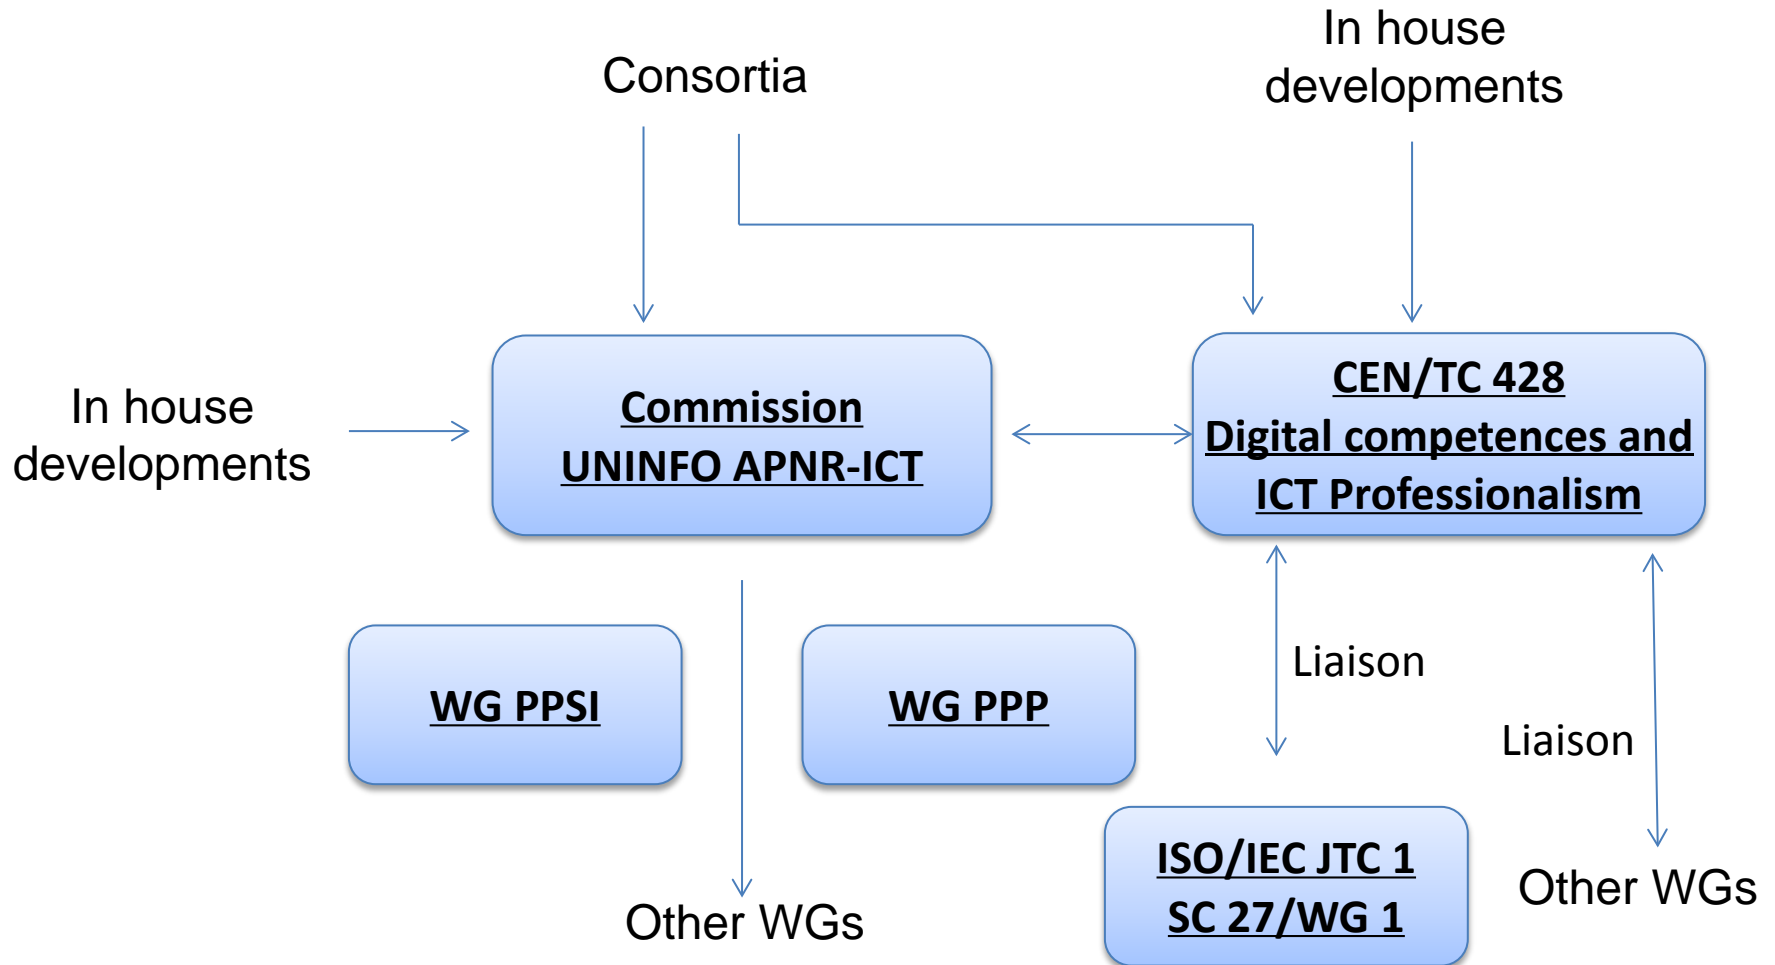 In house
developments
Consortia
In house
developments
Commission
UNINFO APNR-ICT
CEN/TC 428
Digital competences and
ICT Professionalism
WG PPSI
WG PPP
Liaison
Liaison
Other WGs
ISO/IEC JTC 1
SC 27/WG 1
Other WGs